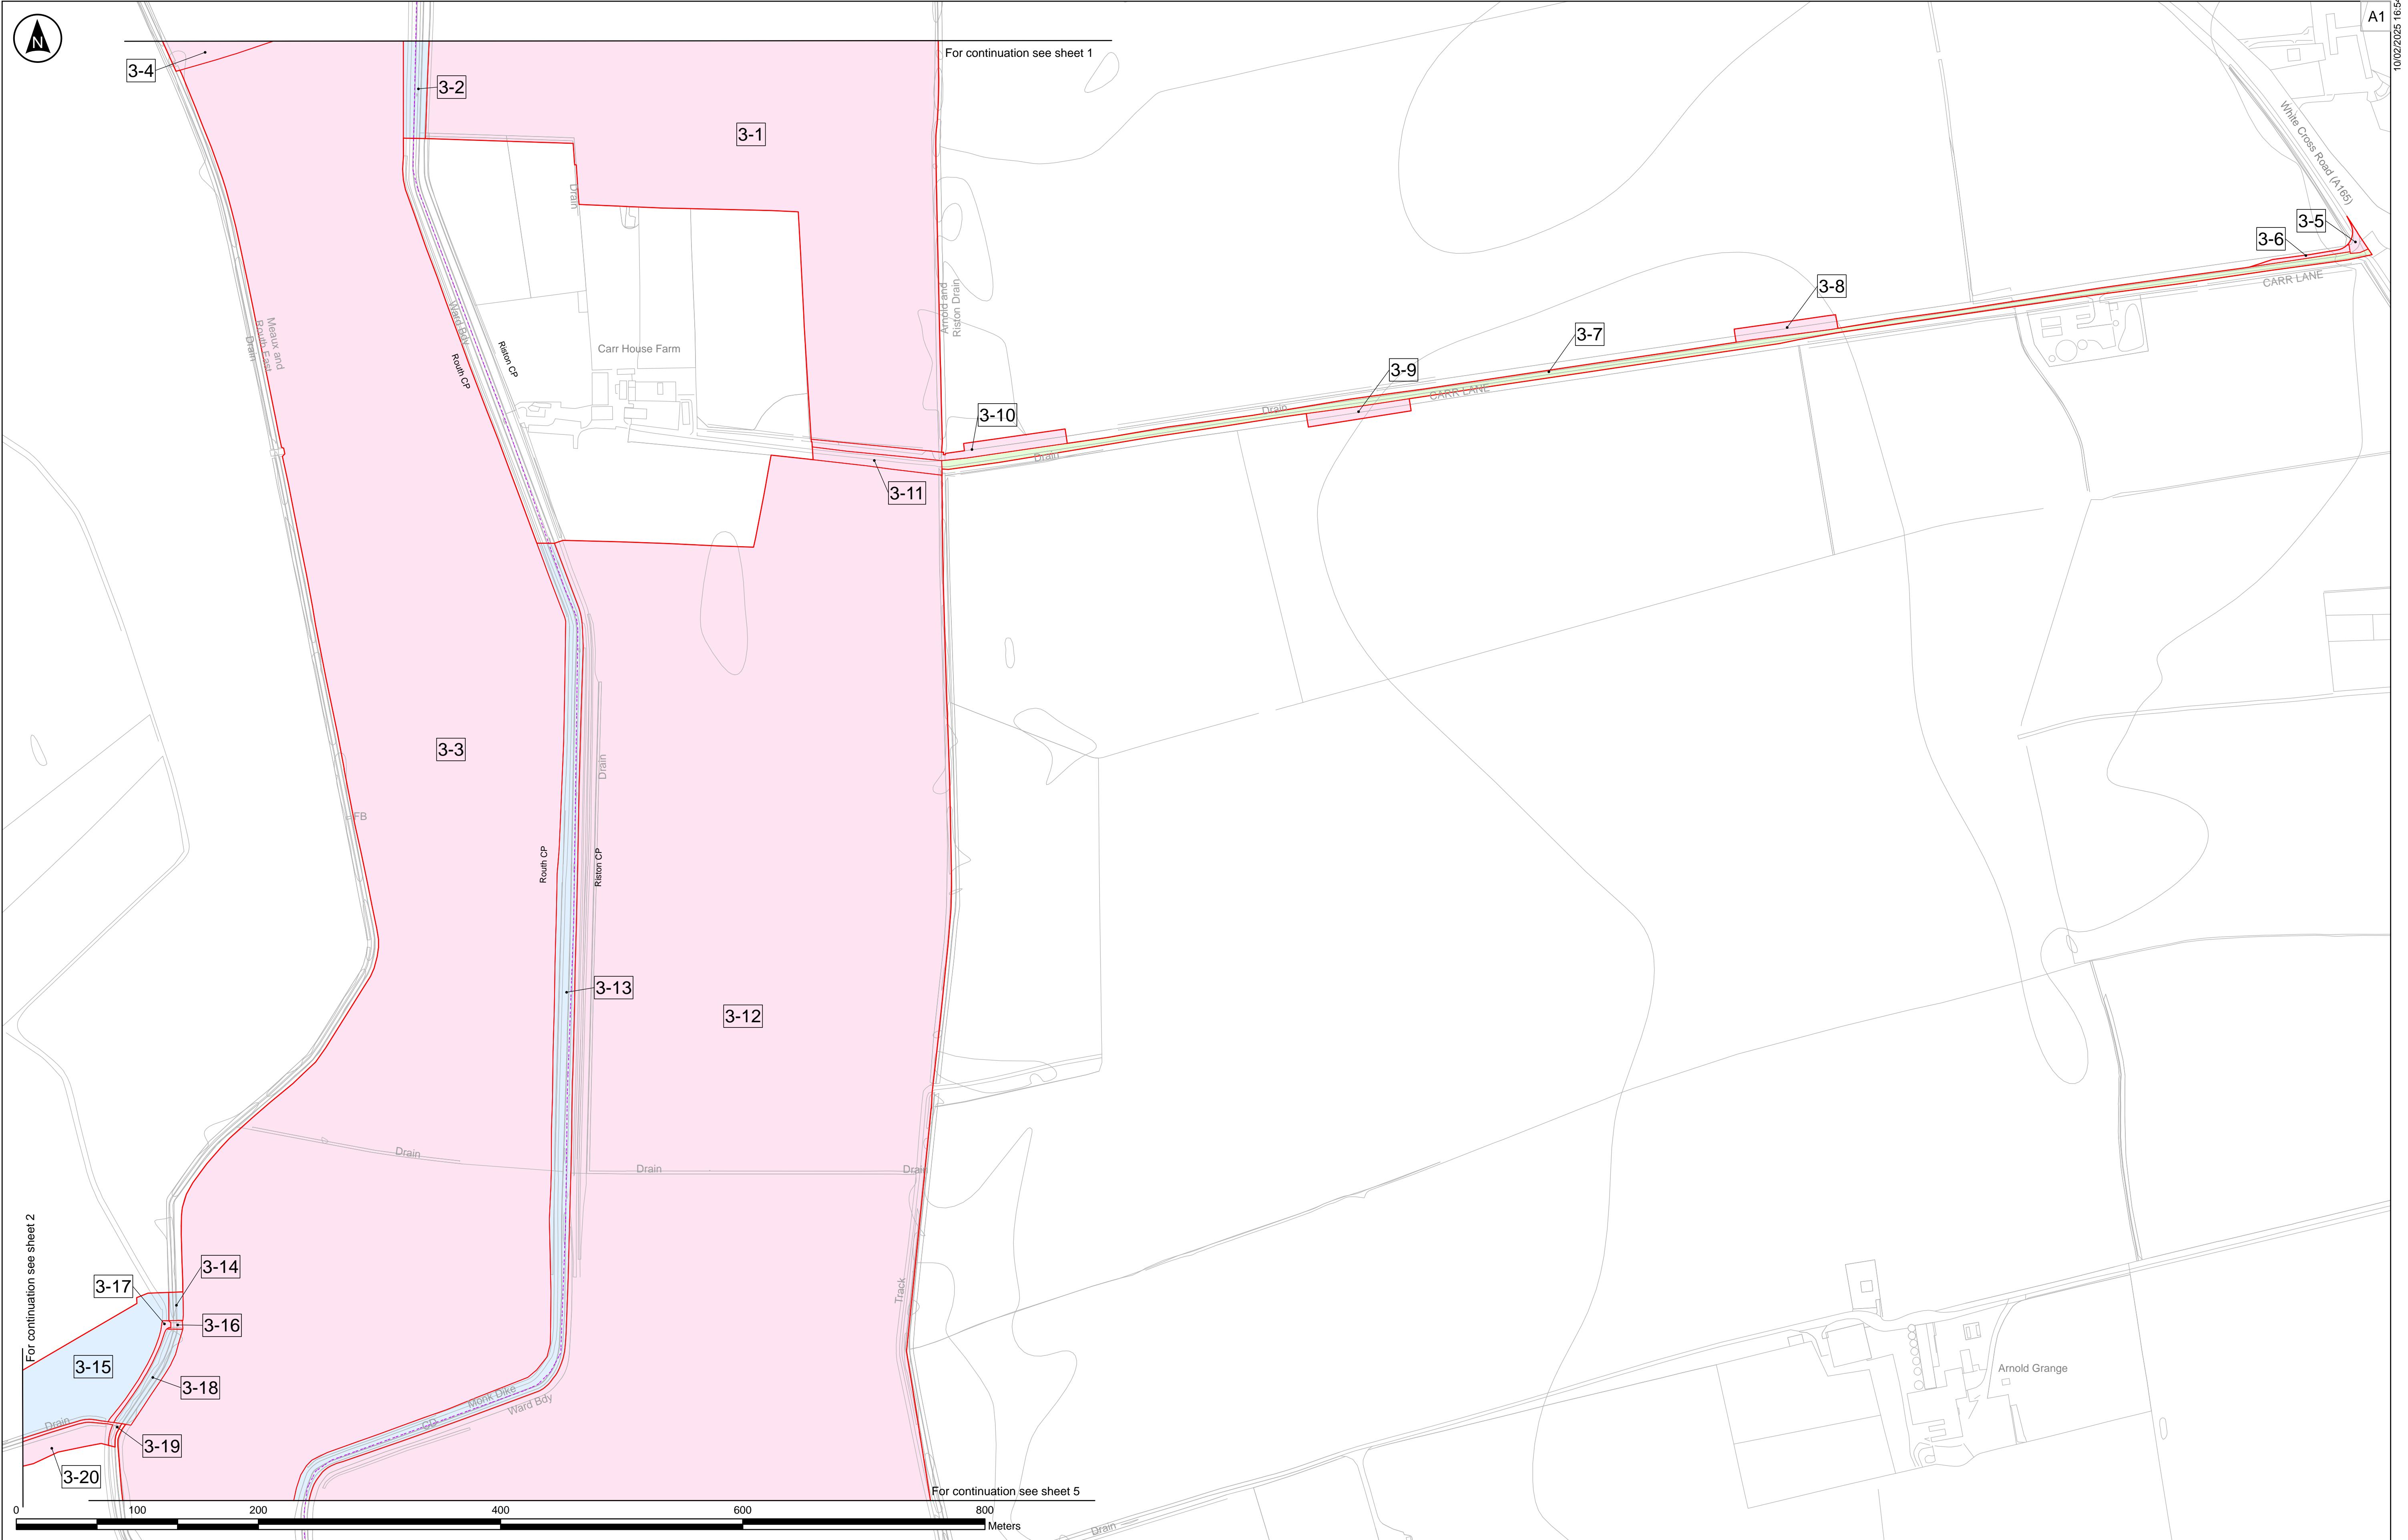 N
A1
10/02/2025 16:54
For continuation see sheet 1
3-4
3-2
3-1
White Cross Road (A165)
3-5
3-6
CARR LANE
Drain
3-8
Arnold and
Riston Drain
Meaux and
Routh East
Drain
Ward Bdy
Riston CP
Routh CP
Carr House Farm
3-7
3-9
CARR LANE
Drain
3-10
Drain
3-11
3-3
Drain
FB
Routh CP
Riston CP
3-13
3-12
Drain
Drain
Drain
For continuation see sheet 2
3-14
3-17
Track
3-16
3-15
3-18
Arnold Grange
Monk Dike
Ward Bdy
CD
Drain
3-19
3-20
For continuation see sheet 5
0 100 200 400 600 800
Meters
Drain